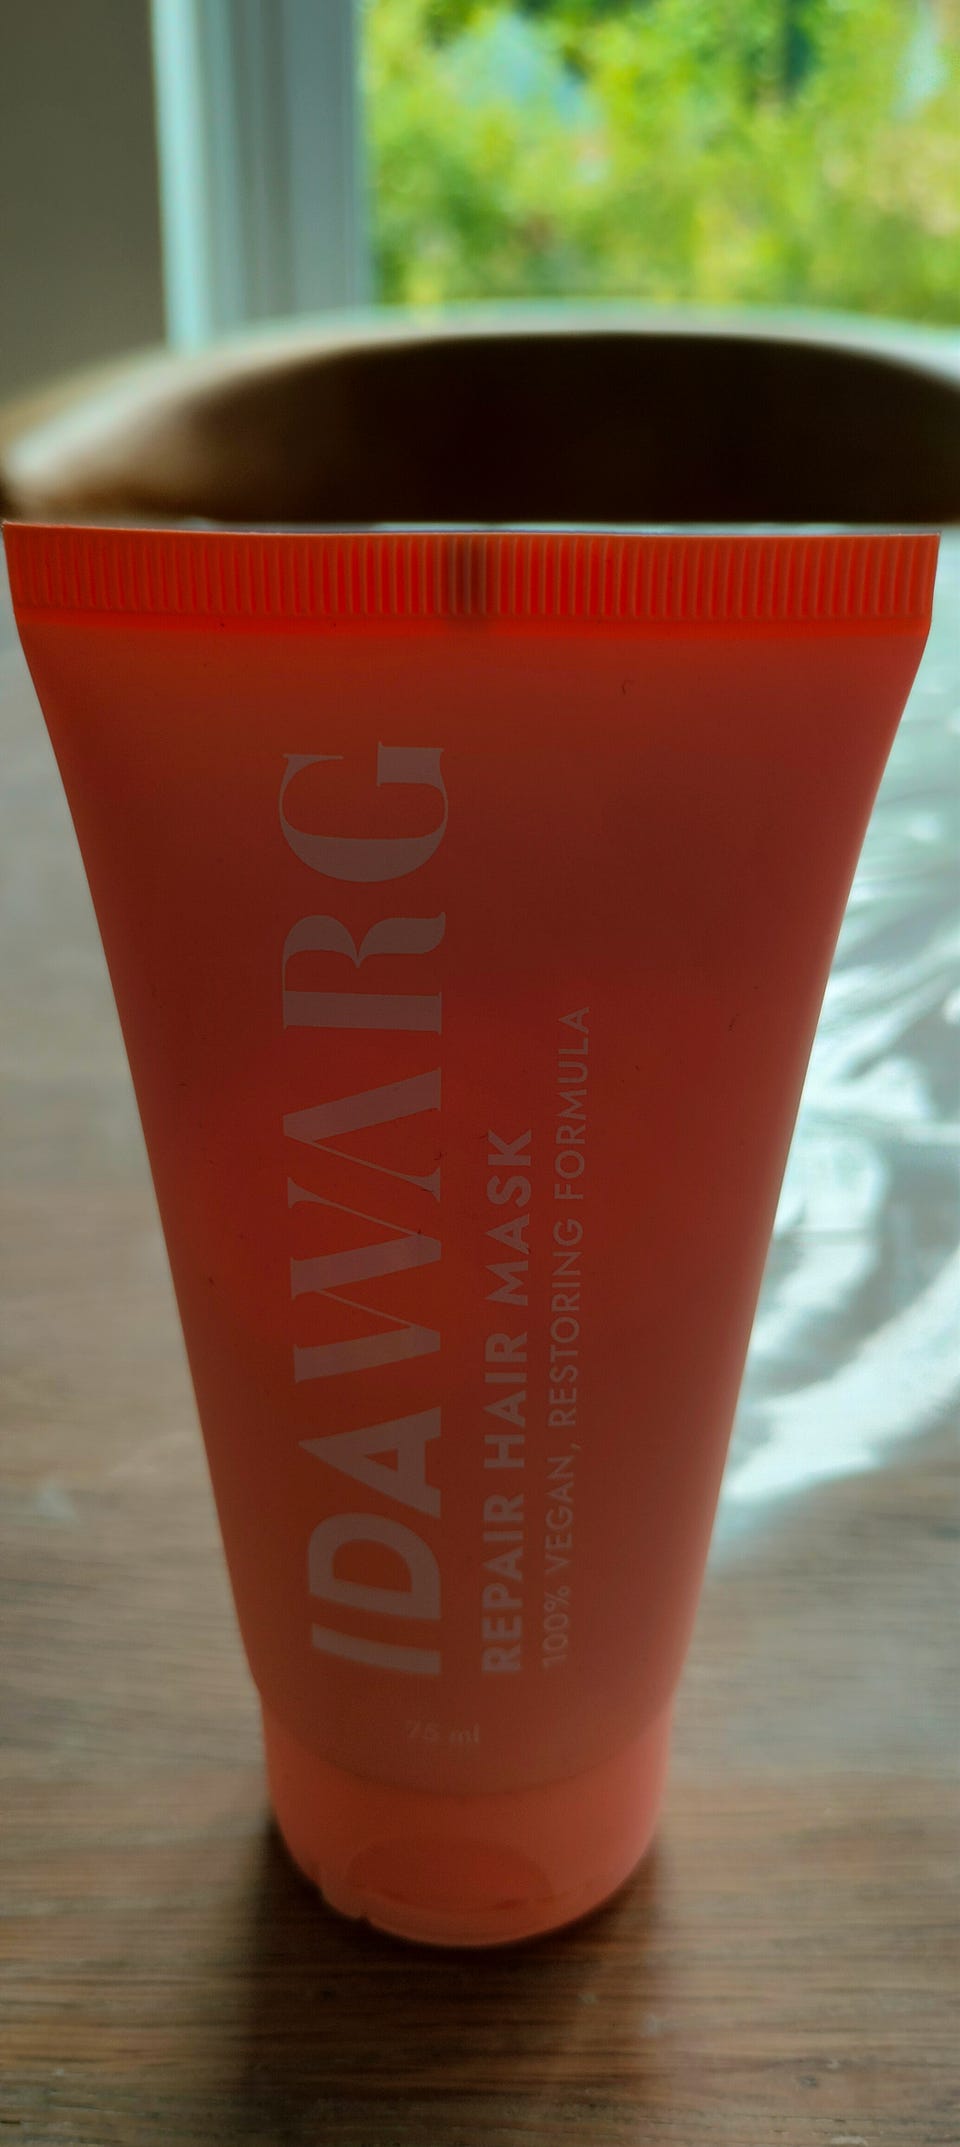 IDA WARG
REPAIR HAIR MASK
100% VEGAN, RESTORING FORMULA
75 ml